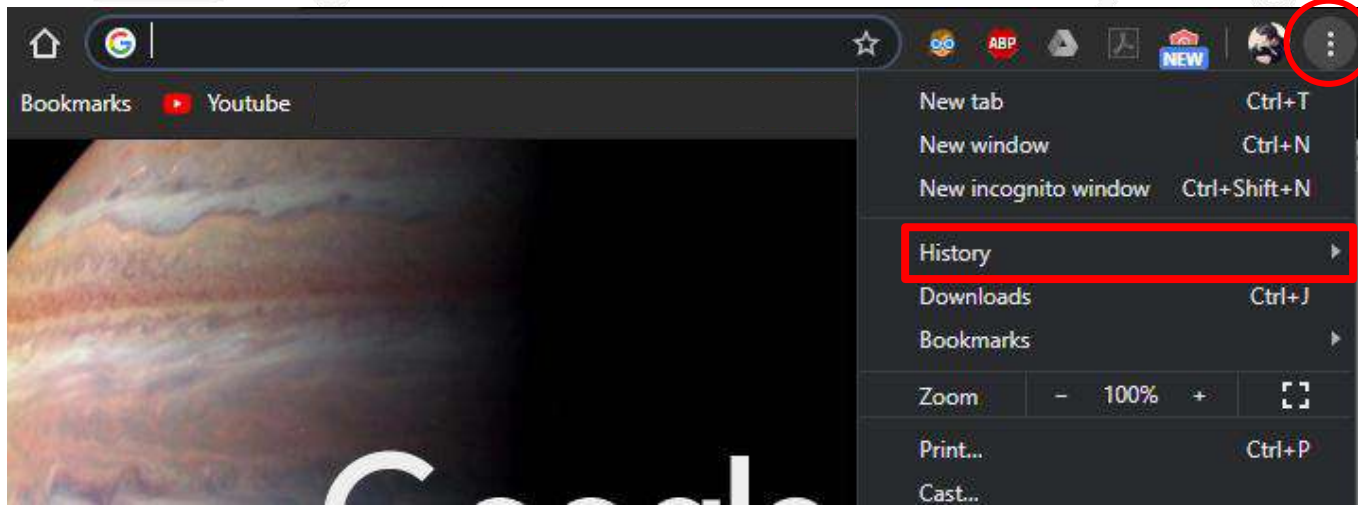 ABP
NEW
Bookmarks Youtube
New tab Ctrl+T
New window Ctrl+N
New incognito window Ctrl+Shift+N
History
Downloads Ctrl+J
Bookmarks
Zoom - 100% +
Print... Ctrl+P
Cast...
Google